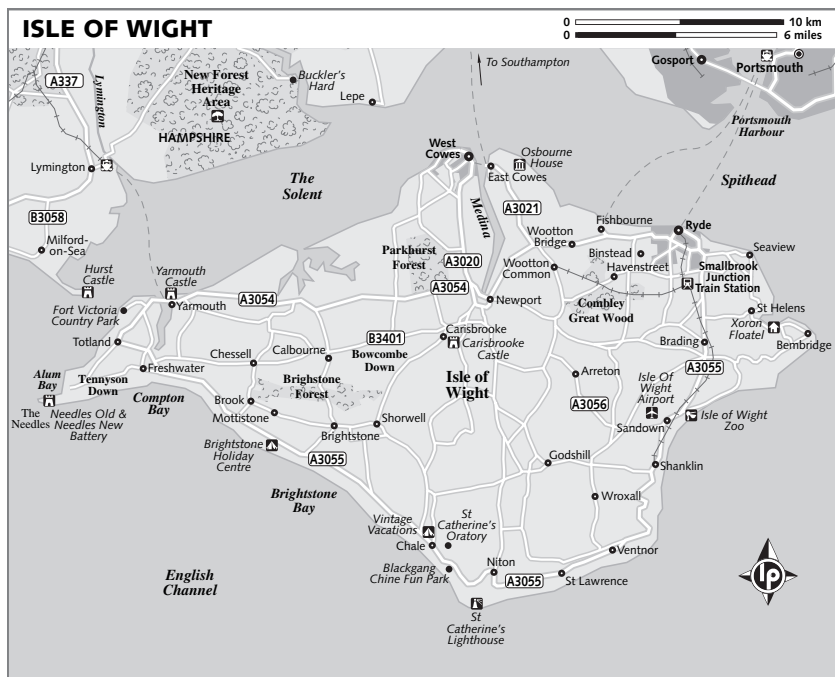 ISLE OF WIGHT
0 10 km
0 6 miles
A337
Lymington
New Forest
Heritage
Area
HAMPSHIRE
Buckler's
Hard
Lepe
To Southampton
Gosport
Portsmouth
Portsmouth
Harbour
Lymington
The
Solent
West
Cowes
Osbourne
House
East Cowes
Spithead
B3058
Milford-
on-Sea
Medina
A3021
Fishbourne
Wootton
Bridge
Ryde
Binstead
Seaview
Parkhurst
Forest
A3020
Wootton
Common
Havenstreet
Smallbrook
Junction
Train Station
Hurst
Castle
Yarmouth
Castle
A3054
A3054
Newport
Combley
Great Wood
St Helens
Fort Victoria
Country Park
Yarmouth
Xoron
Floatel
Totland
B3401
Carisbrooke
Carisbrooke
Castle
Brading
Bembridge
Chessell
Calbourne
Bowcombe
Down
Alum
Bay
Tennyson
Down
Freshwater
Isle of
Wight
Arreton
Isle Of
Wight
Airport
A3055
The
Needles
Needles Old &
Needles New
Battery
Compton
Bay
Brook
Brighstone
Forest
A3056
Mottistone
Shorwell
Sandown
Isle of Wight
Zoo
Brightstone
Holiday
Centre
Brightstone
A3055
Godshill
Shanklin
Brightstone
Bay
Vintage
Vacations
St
Catherine's
Oratory
Wroxall
Chale
Ventnor
Blackgang
Chine Fun Park
Niton
A3055
St Lawrence
English
Channel
St
Catherine's
Lighthouse
lp